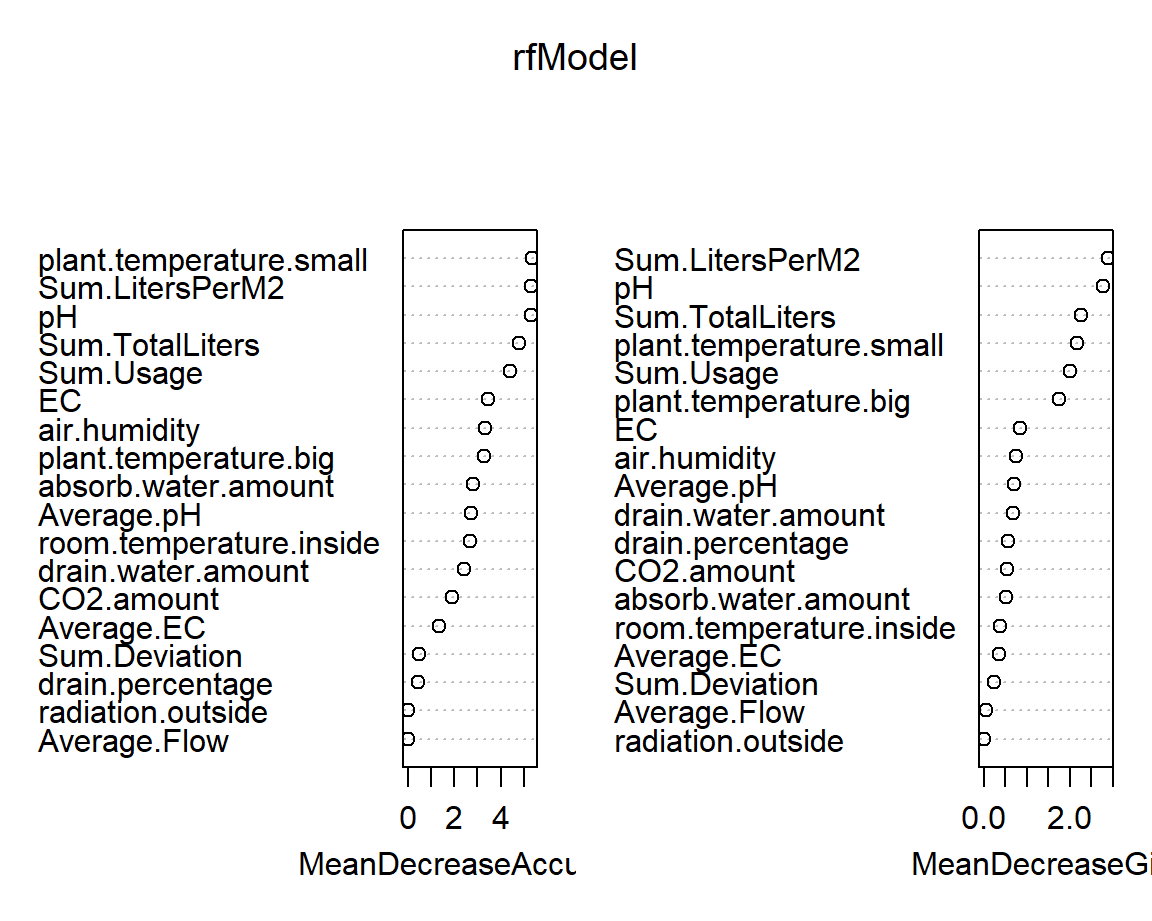 rfModel
plant.temperature.small
Sum.LitersPerM2
pH
Sum.TotalLiters
Sum.Usage
EC
air.humidity
plant.temperature.big
absorb.water.amount
Average.pH
room.temperature.inside
drain.water.amount
CO2.amount
Average.EC
Sum.Deviation
drain.percentage
radiation.outside
Average.Flow
0 2 4
MeanDecreaseAccu
Sum.LitersPerM2
pH
Sum.TotalLiters
plant.temperature.small
Sum.Usage
plant.temperature.big
EC
air.humidity
Average.pH
drain.water.amount
drain.percentage
CO2.amount
absorb.water.amount
room.temperature.inside
Average.EC
Sum.Deviation
Average.Flow
radiation.outside
0.0 2.0
MeanDecreaseGi